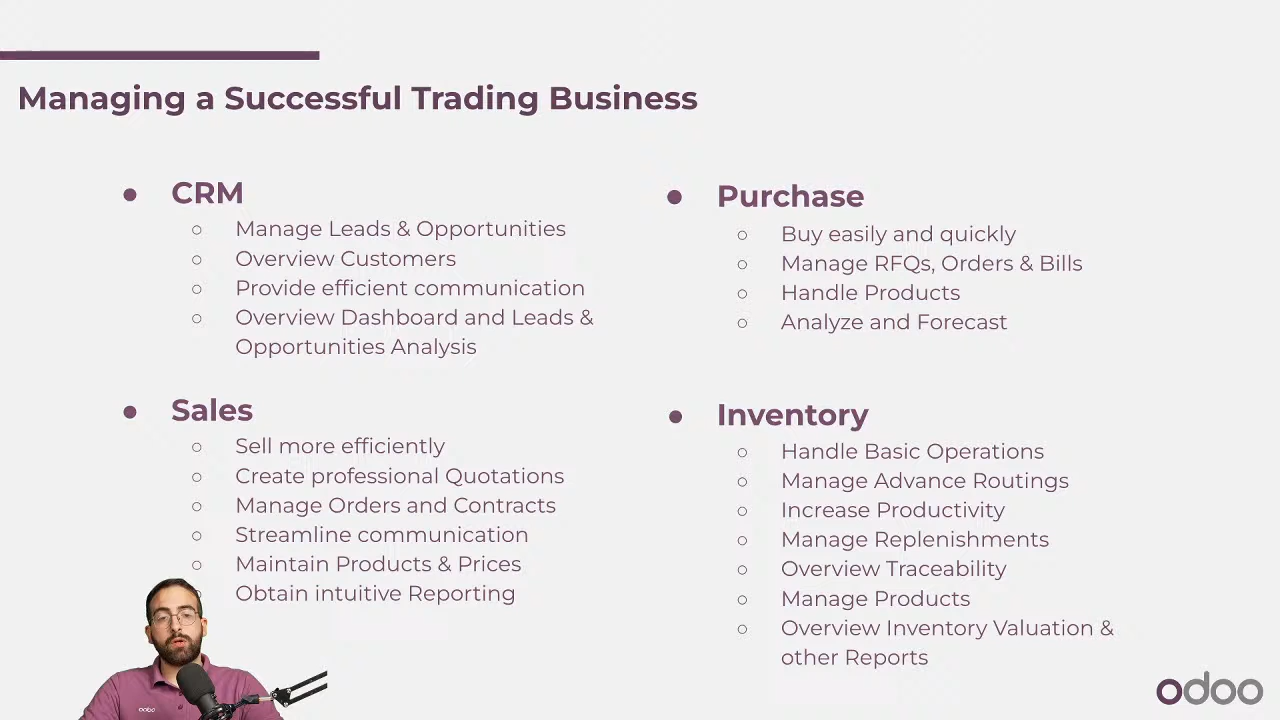 Managing a Successful Trading Business
CRM
Manage Leads & Opportunities
Overview Customers
Provide efficient communication
Overview Dashboard and Leads &
Opportunities Analysis
Sales
Sell more efficiently
Create professional Quotations
Manage Orders and Contracts
Streamline communication
Maintain Products & Prices
Obtain intuitive Reporting
Purchase
Buy easily and quickly
Manage RFQs, Orders & Bills
Handle Products
Analyze and Forecast
Inventory
Handle Basic Operations
Manage Advance Routings
Increase Productivity
Manage Replenishments
Overview Traceability
Manage Products
Overview Inventory Valuation &
other Reports
odoo
odoo